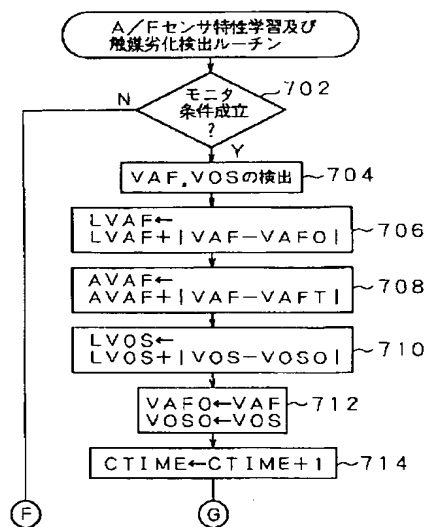 A/Fセンサ特性学習及び
触媒劣化検出ルーチン
702
N
モニタ
条件成立
?
Y
VAF,VOSの検出
704
LVAF←
LVAF+|VAF-VAFO|
706
AVAF←
AVAF+|VAF-VAFT|
708
LVOS←
LVOS+|VOS-VOSO|
710
VAFO←VAF
VOSO←VOS
712
CTIME←CTIME+1
714
F
G